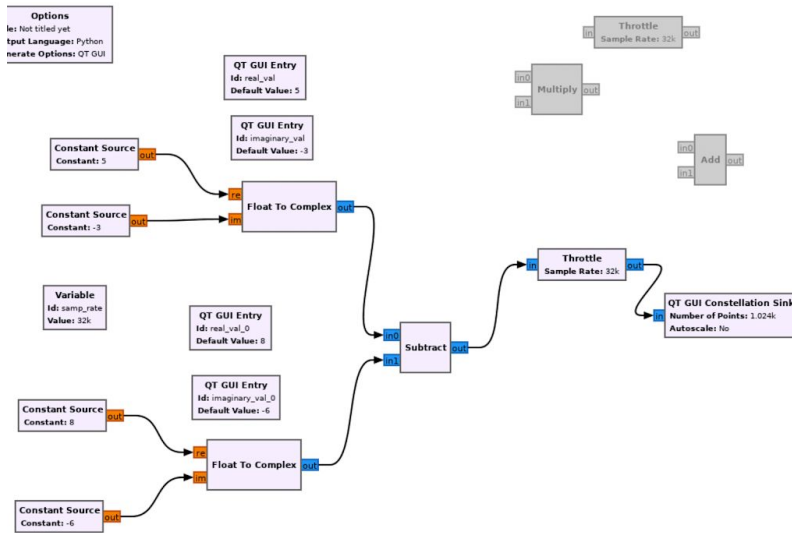 Options
Not titled yet
Language: Python
Options: QT GUI
Throttle
in
Sample Rate: 32k
out
in0
in1
Multiply
out
in0
in1
Add
out
QT GUI Entry
Id: real_val
Default Value: 5
QT GUI Entry
Id: imaginary_val
Default Value: -3
Constant Source
Constant: 5
out
Constant Source
Constant: -3
out
re
im
Float To Complex
out
Variable
Id: samp_rate
Value: 32k
QT GUI Entry
Id: real_val_0
Default Value: 8
QT GUI Entry
Id: imaginary_val_0
Default Value: -6
in0
in1
Subtract
out
in
Throttle
Sample Rate: 32k
out
in
QT GUI Constellation Sink
Number of Points: 1.024k
Autoscale: No
Constant Source
Constant: 8
out
Constant Source
Constant: -6
out
re
im
Float To Complex
out